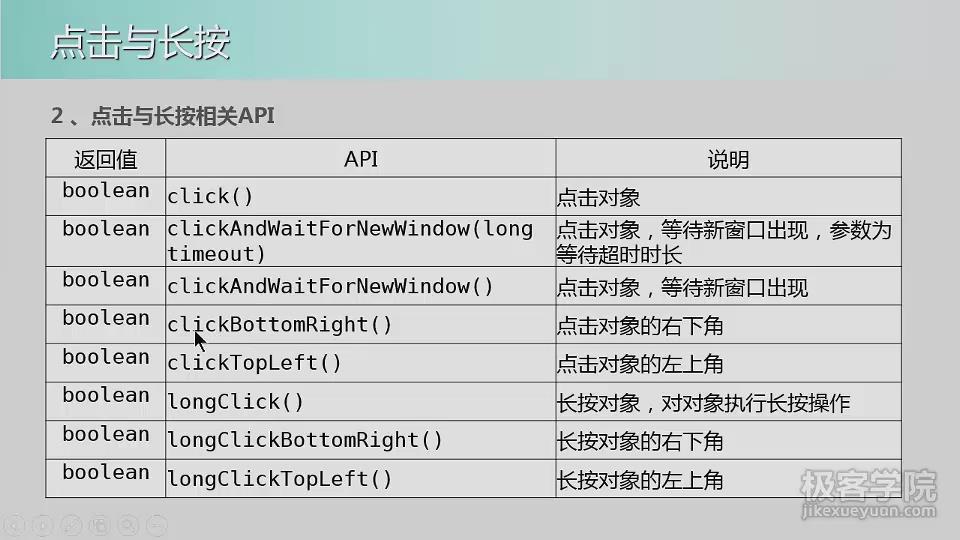 点击与长按
2 、点击与长按相关API
返回值 API 说明
boolean click() 点击对象
boolean clickAndWaitForNewWindow(long 点击对象，等待新窗口出现，参数为
timeout) 等待超时时长
boolean clickAndWaitForNewWindow() 点击对象，等待新窗口出现
boolean clickBottomRight() 点击对象的右下角
boolean clickTopLeft() 点击对象的左上角
boolean longClick() 长按对象，对对象执行长按操作
boolean longClickBottomRight() 长按对象的右下角
boolean longClickTopLeft() 长按对象的左上角
极客学院
jikexueyuan.com